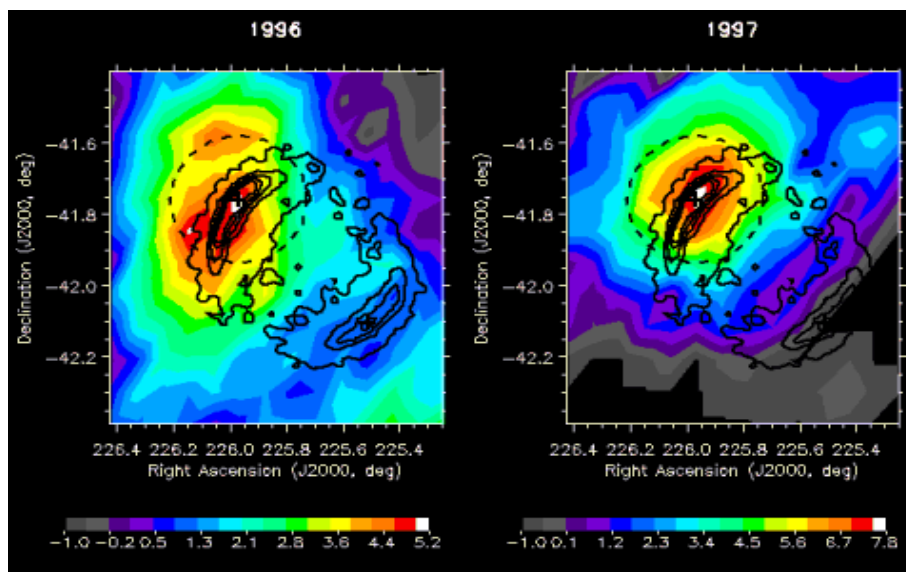 1996
1997
−41.6
−41.8
−42.0
−42.2
Declination (J2000, deg)
226.4 226.2 226.0 225.8 225.6 225.4
Right Ascension (J2000, deg)
−1.0 −0.2 0.5 1.3 2.1 2.8 3.6 4.4 5.2
−41.6
−41.8
−42.0
−42.2
Declination (J2000, deg)
226.4 226.2 226.0 225.8 225.6 225.4
Right Ascension (J2000, deg)
−1.0 0.1 1.2 2.3 3.4 4.5 5.6 6.7 7.8